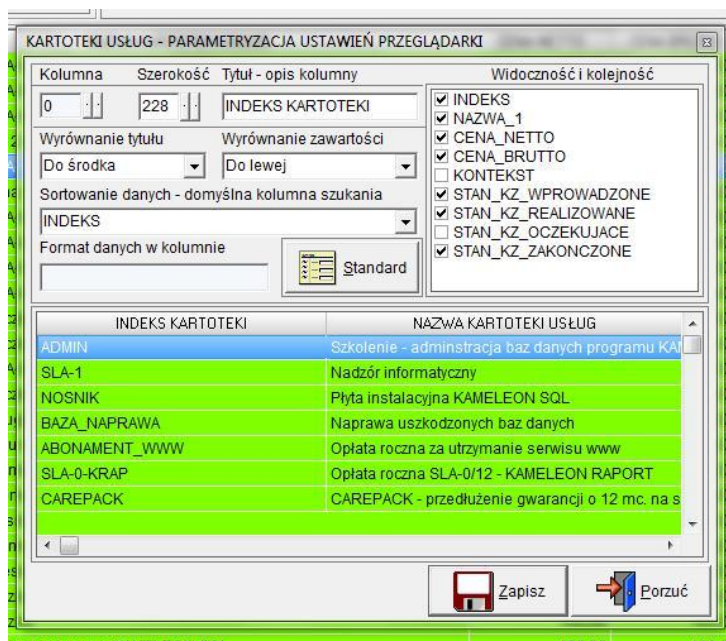 KARTOTEKI USŁUG - PARAMETRYZACJA USTAWIEŃ PRZEGLĄDARKI
Kolumna Szerokość Tytuł - opis kolumny
0 228 INDEKS KARTOTEKI
Wyrównanie tytułu Wyrównanie zawartości
Do środka Do lewej
Sortowanie danych - domyślna kolumna szukania
INDEKS
Format danych w kolumnie
Standard
Widoczność i kolejność
INDEKS
NAZWA_1
CENA_NETTO
CENA_BRUTTO
KONTEKST
STAN_KZ_WPROWADZONE
STAN_KZ_REALIZOWANE
STAN_KZ_OCZEKUJACE
STAN_KZ_ZAKONCZONE
INDEKS KARTOTEKI NAZWA KARTOTEKI USŁUG
ADMIN Szkolenie - adminstracja baz danych programu KAM
SLA-1 Nadzór informatyczny
NOSNIK Płyta instalacyjna KAMELEON SQL
BAZA_NAPRAWA Naprawa uszkodzonych baz danych
ABONAMENT_WWW Opłata roczna za utrzymanie serwisu www
SLA-0-KRAP Opłata roczna SLA-0/12 - KAMELEON RAPORT
CAREPACK CAREPACK - przedłużenie gwarancji o 12 mc. na s
Zapisz Porzuć